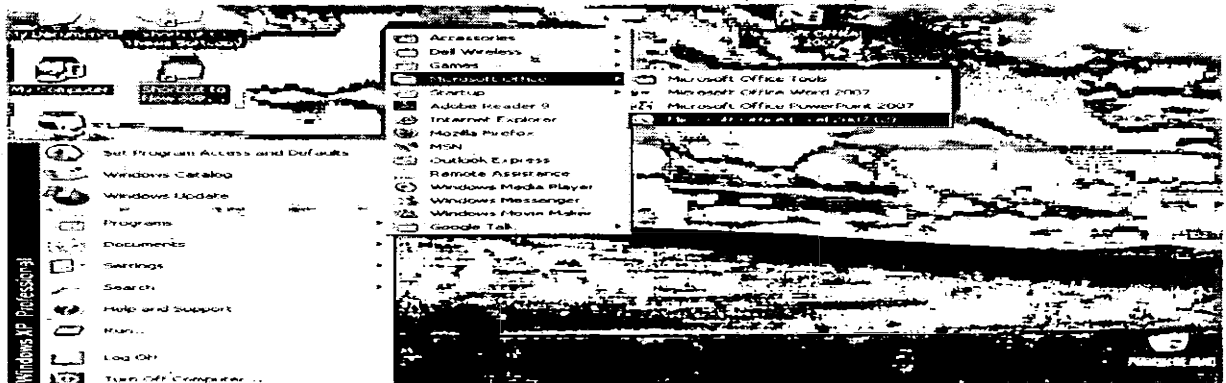 My Computer
Shortcut to
Set Program Access and Defaults
Windows Catalog
Windows Update
Programs
Documents
Settings
Search
Help and Support
Run...
Log Off
Turn Off Computer...
Windows XP Professional
Accessories
Dell Wireless
Games
Microsoft Office
Startup
Adobe Reader 9
Internet Explorer
Mozilla Firefox
MSN
Outlook Express
Remote Assistance
Windows Media Player
Windows Messenger
Windows Movie Maker
Google Talk
Microsoft Office Tools
Microsoft Office Word 2007
Microsoft Office PowerPoint 2007
2007